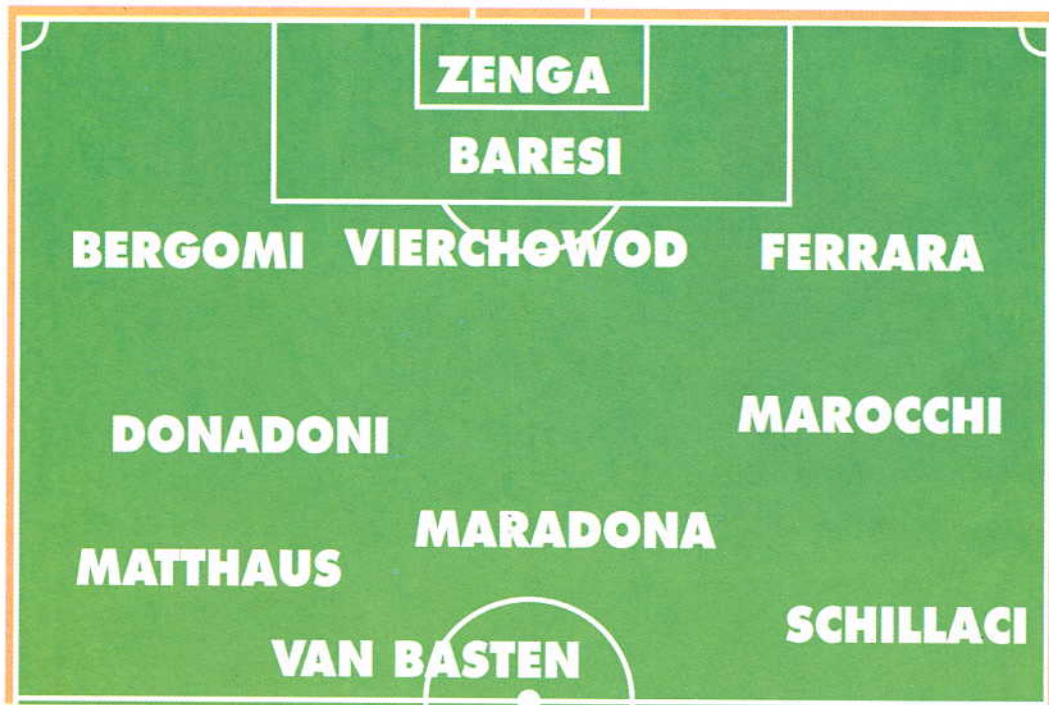 ZENGA
BARESI
BERGOMI VIERCHOWOD FERRARA
MAROCCHI
DONADONI
MARADONA
MATTHAUS
SCHILLACI
VAN BASTEN